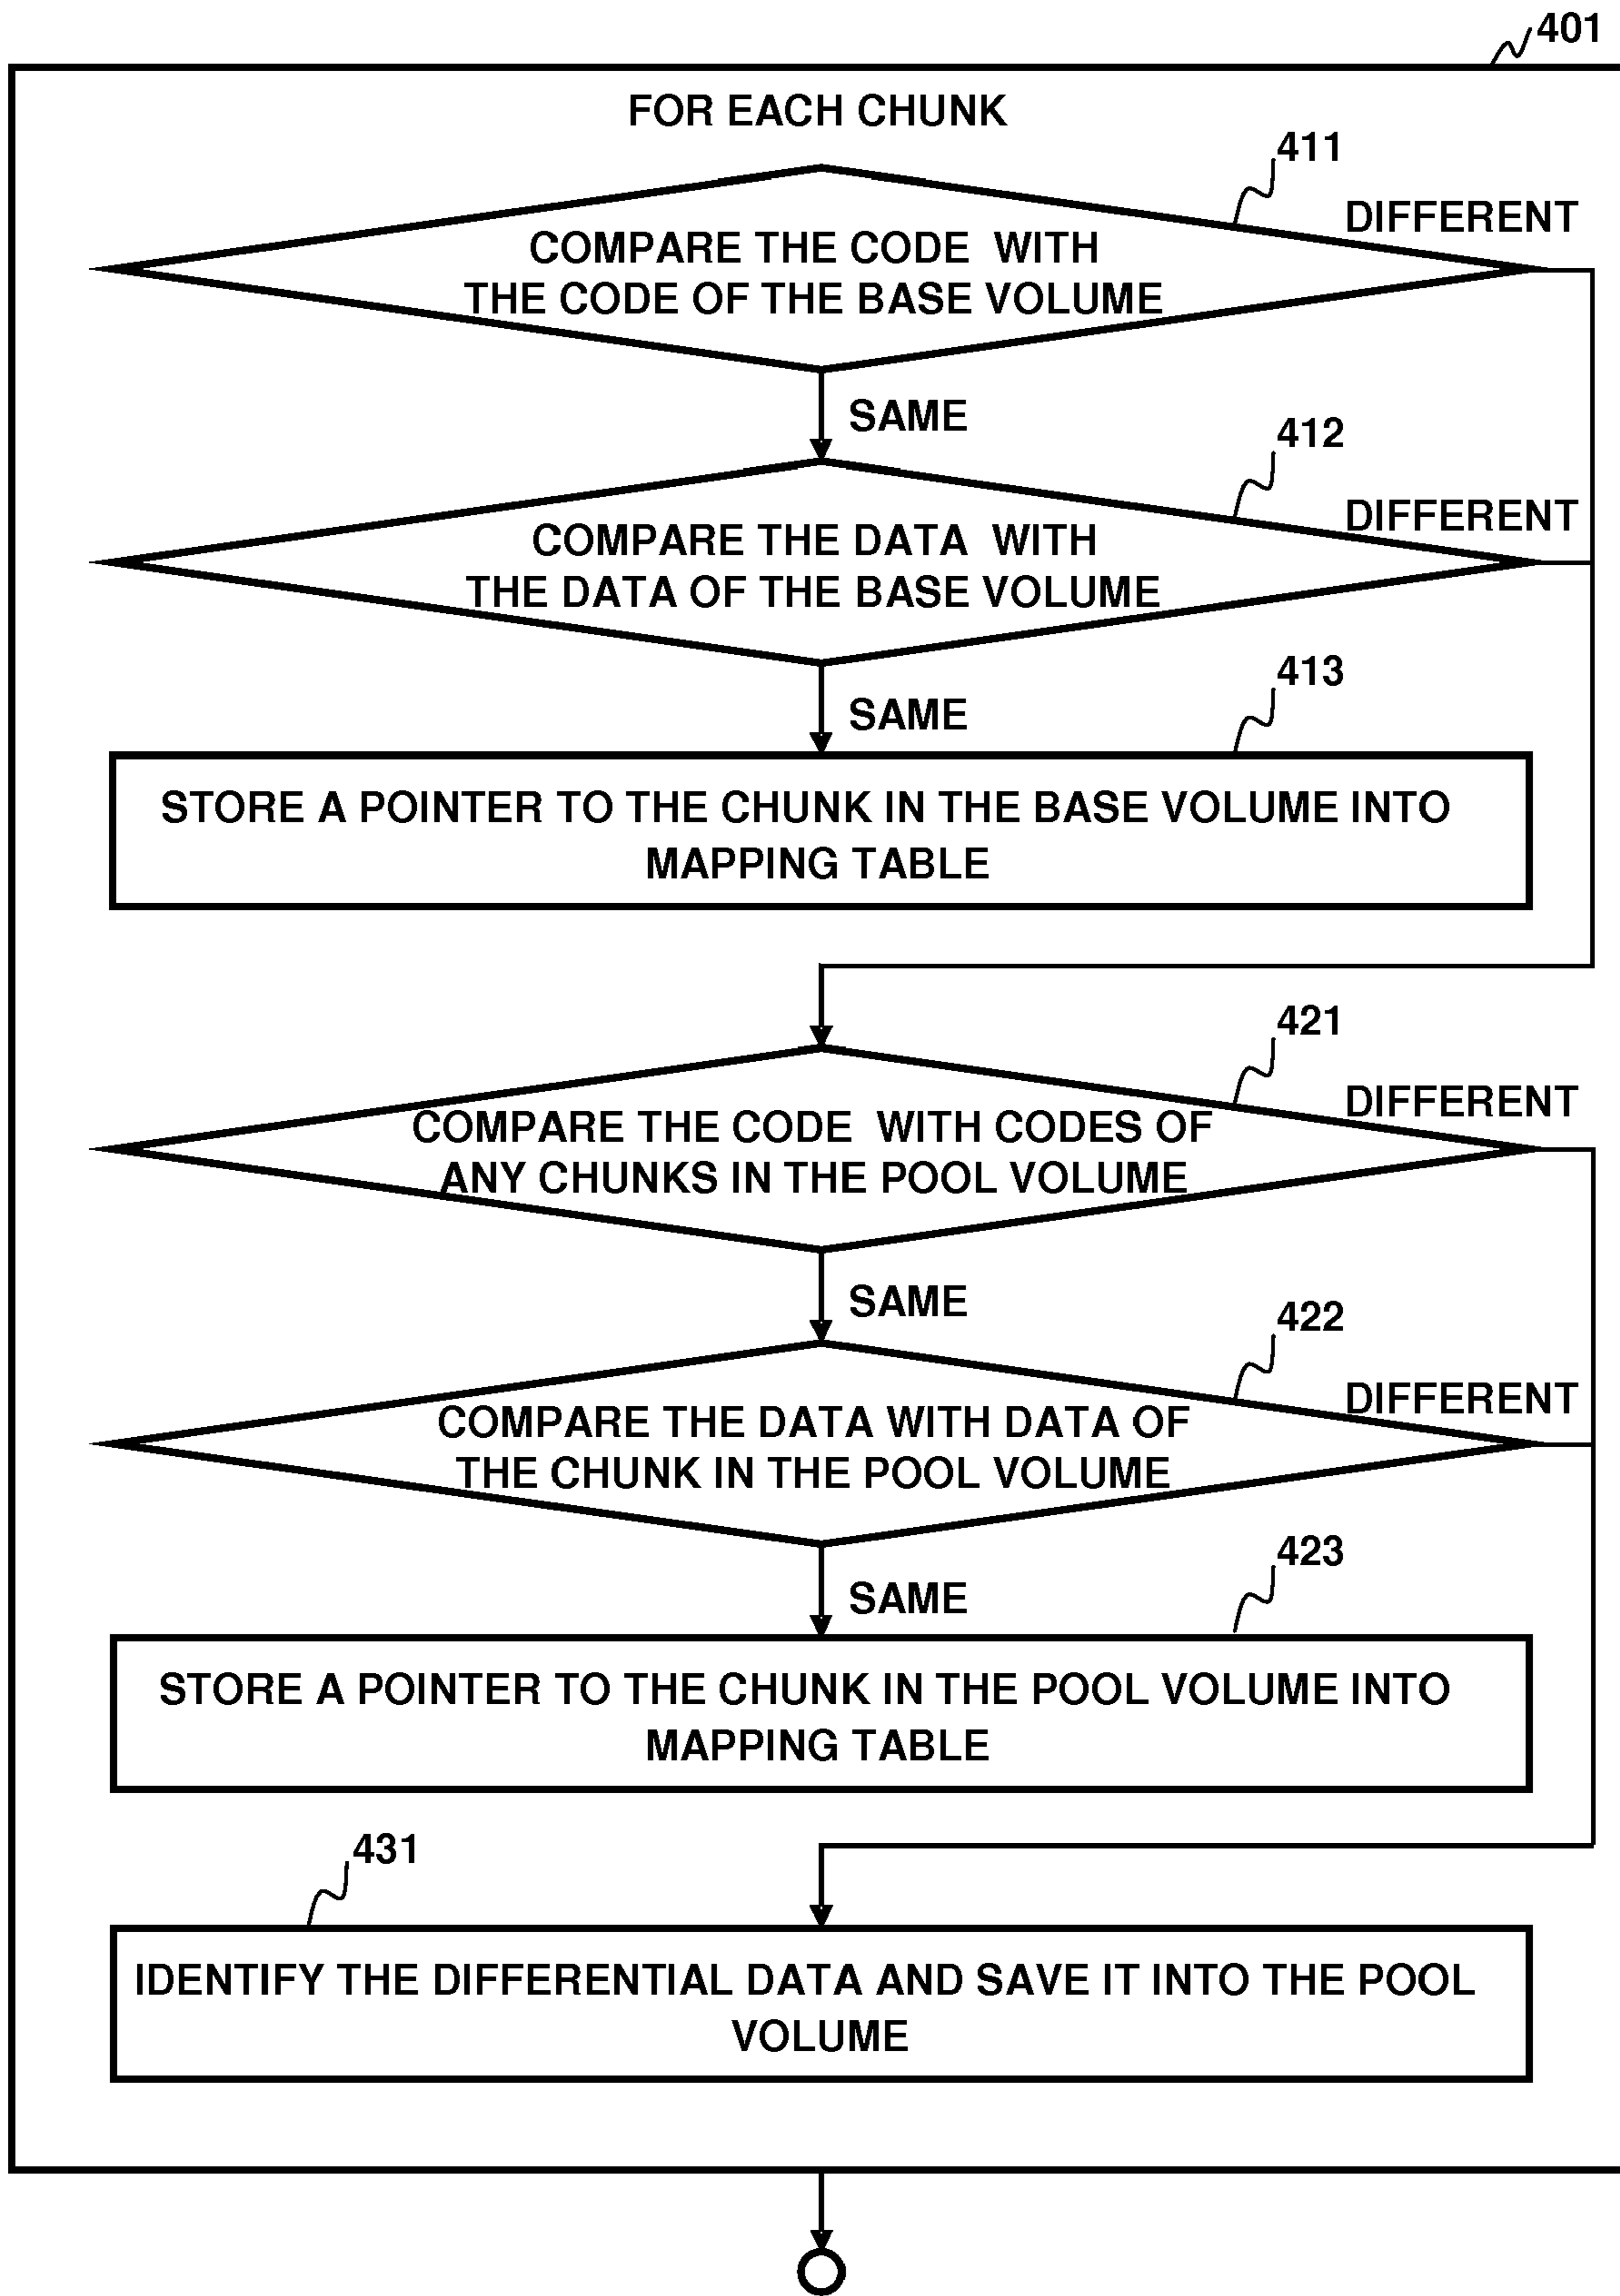 401
FOR EACH CHUNK
411
DIFFERENT
COMPARE THE CODE WITH
THE CODE OF THE BASE VOLUME
SAME
412
DIFFERENT
COMPARE THE DATA WITH
THE DATA OF THE BASE VOLUME
413
SAME
STORE A POINTER TO THE CHUNK IN THE BASE VOLUME INTO
MAPPING TABLE
421
DIFFERENT
COMPARE THE CODE WITH CODES OF
ANY CHUNKS IN THE POOL VOLUME
SAME
422
DIFFERENT
COMPARE THE DATA WITH DATA OF
THE CHUNK IN THE POOL VOLUME
423
SAME
STORE A POINTER TO THE CHUNK IN THE POOL VOLUME INTO
MAPPING TABLE
431
IDENTIFY THE DIFFERENTIAL DATA AND SAVE IT INTO THE POOL
VOLUME